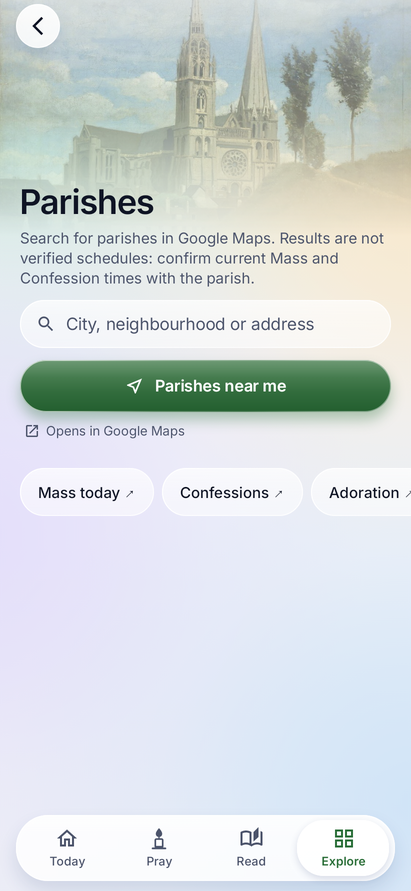 Parishes
Search for parishes in Google Maps. Results are not
verified schedules: confirm current Mass and
Confession times with the parish.
City, neighbourhood or address
Parishes near me
Opens in Google Maps
Mass today ↗
Confessions ↗
Adoration ↗
Today
Pray
Read
Explore